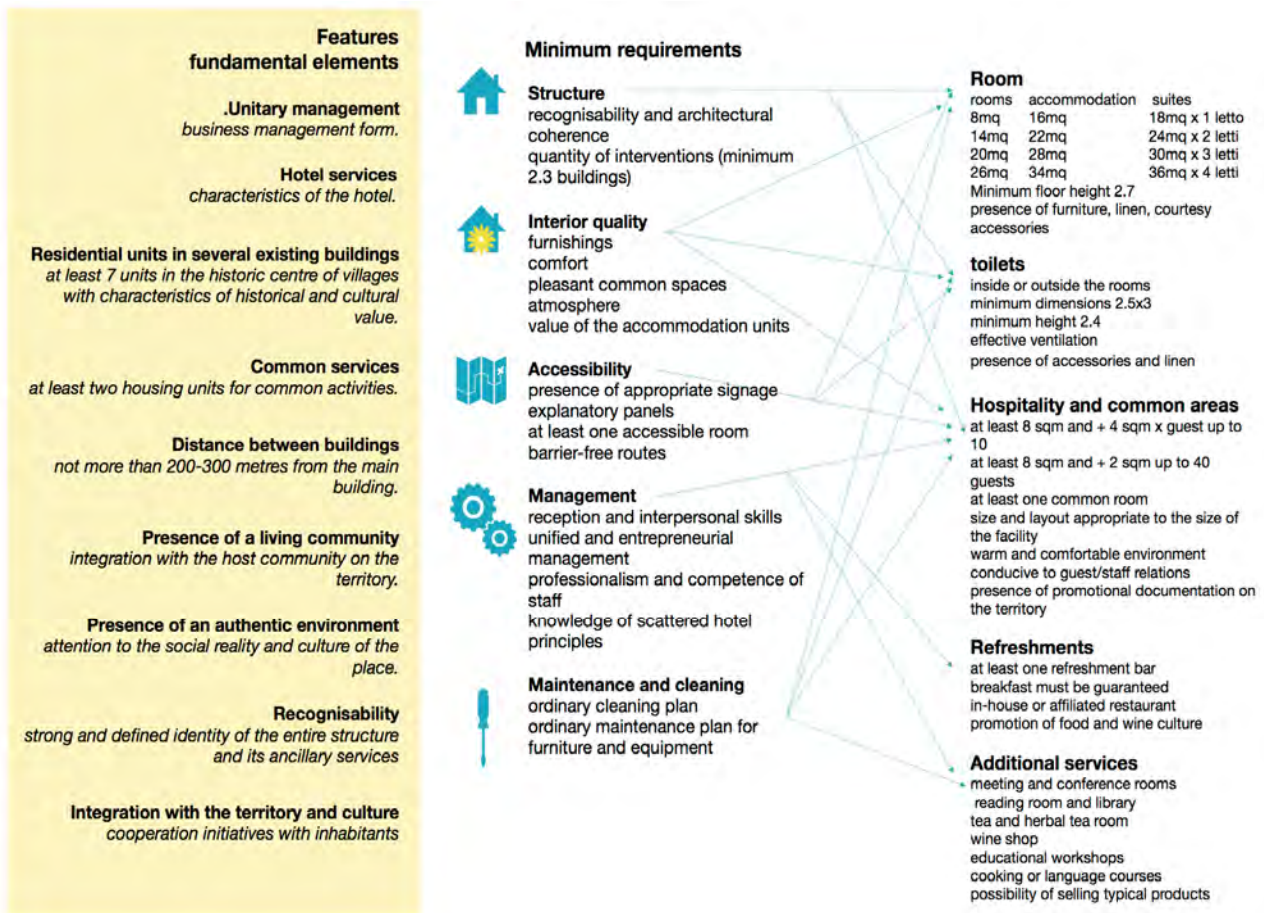 Features
fundamental elements
.Unitary management
business management form.
Hotel services
characteristics of the hotel.
Residential units in several existing buildings
at least 7 units in the historic centre of villages
with characteristics of historical and cultural
value.
Common services
at least two housing units for common activities.
Distance between buildings
not more than 200-300 metres from the main
building.
Presence of a living community
integration with the host community on the
territory.
Presence of an authentic environment
attention to the social reality and culture of the
place.
Recognisability
strong and defined identity of the entire structure
and its ancillary services
Integration with the territory and culture
cooperation initiatives with inhabitants
Minimum requirements
Structure
recognisability and architectural
coherence
quantity of interventions (minimum
2.3 buildings)
Interior quality
furnishings
comfort
pleasant common spaces
atmosphere
value of the accommodation units
Accessibility
presence of appropriate signage
explanatory panels
at least one accessible room
barrier-free routes
Management
reception and interpersonal skills
unified and entrepreneurial
management
professionalism and competence of
staff
knowledge of scattered hotel
principles
Maintenance and cleaning
ordinary cleaning plan
ordinary maintenance plan for
furniture and equipment
Room
rooms accommodation suites
8mq 16mq 18mq x 1 letto
14mq 22mq 24mq x 2 letti
20mq 28mq 30mq x 3 letti
26mq 34mq 36mq x 4 letti
Minimum floor height 2.7
presence of furniture, linen, courtesy
accessories
toilets
inside or outside the rooms
minimum dimensions 2.5x3
minimum height 2.4
effective ventilation
presence of accessories and linen
Hospitality and common areas
at least 8 sqm and + 4 sqm x guest up to
10
at least 8 sqm and + 2 sqm up to 40
guests
at least one common room
size and layout appropriate to the size of
the facility
warm and comfortable environment
conducive to guest/staff relations
presence of promotional documentation on
the territory
Refreshments
at least one refreshment bar
breakfast must be guaranteed
in-house or affiliated restaurant
promotion of food and wine culture
Additional services
meeting and conference rooms
reading room and library
tea and herbal tea room
wine shop
educational workshops
cooking or language courses
possibility of selling typical products